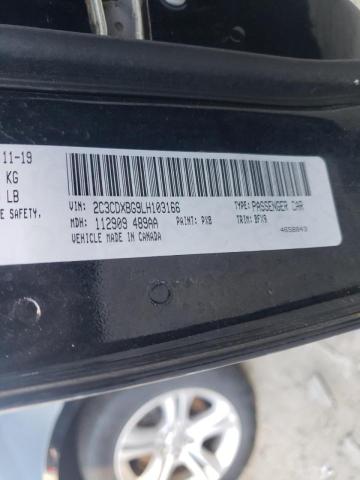 11-19
KG
LB
E SAFETY,
VIN: 2C3CDXBG9LH103166 TYPE: PASSENGER CAR
MDH: 112909 489AA PAINT: PXB TRIM: BFX9
VEHICLE MADE IN CANADA